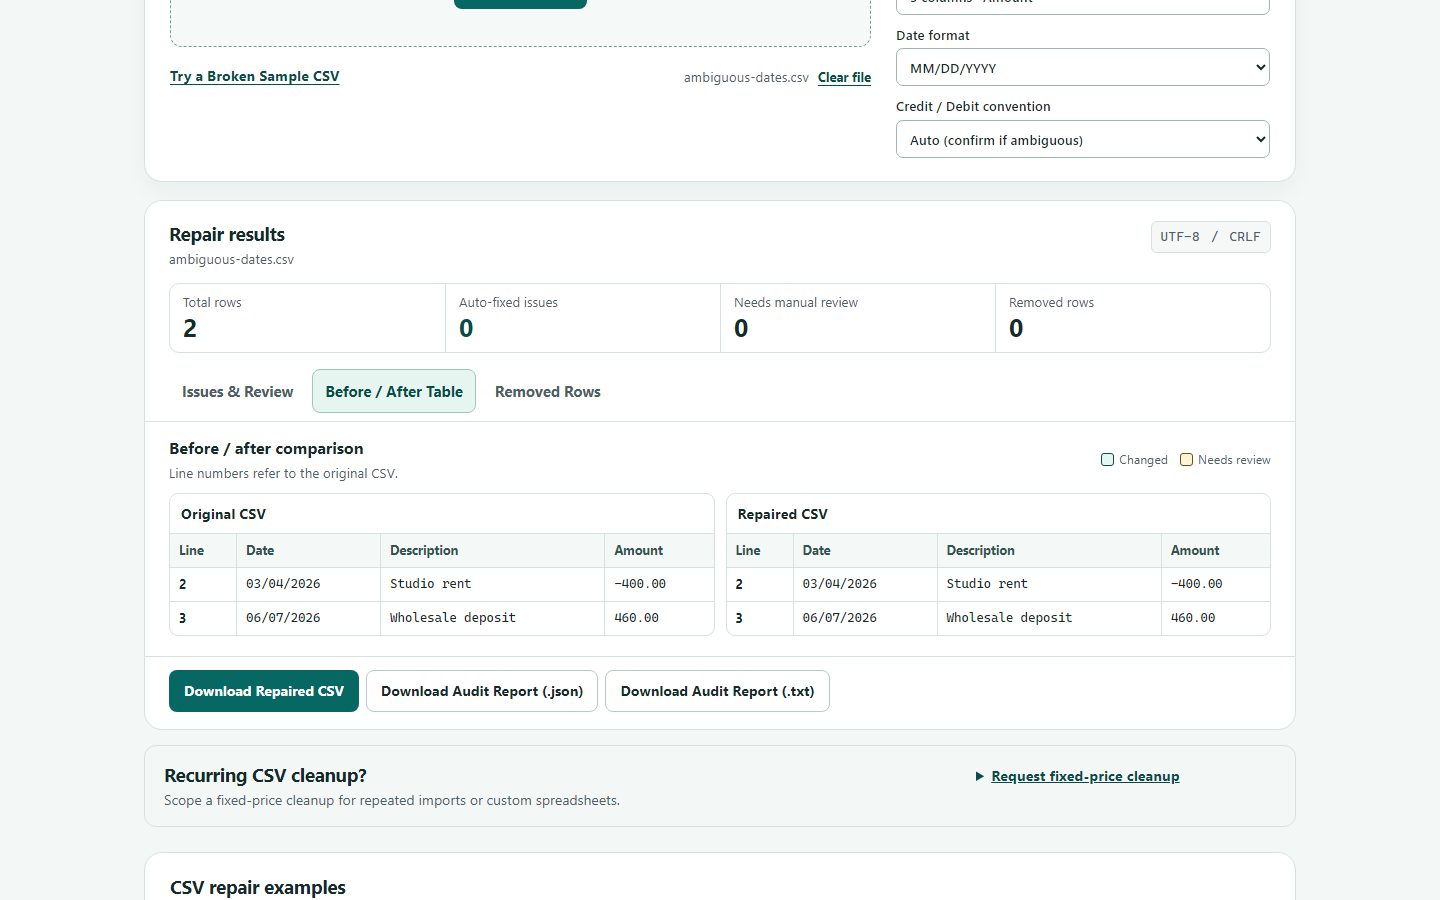 Date format
MM/DD/YYYY
Try a Broken Sample CSV
ambiguous-dates.csv Clear file
Credit / Debit convention
Auto (confirm if ambiguous)
Repair results
UTF-8 / CRLF
ambiguous-dates.csv
Total rows
2
Auto-fixed issues
0
Needs manual review
0
Removed rows
0
Issues & Review Before / After Table Removed Rows
Before / after comparison
Line numbers refer to the original CSV.
Changed Needs review
Original CSV
Line Date Description Amount
2 03/04/2026 Studio rent -400.00
3 06/07/2026 Wholesale deposit 460.00
Repaired CSV
Line Date Description Amount
2 03/04/2026 Studio rent -400.00
3 06/07/2026 Wholesale deposit 460.00
Download Repaired CSV Download Audit Report (.json) Download Audit Report (.txt)
Recurring CSV cleanup?
Scope a fixed-price cleanup for repeated imports or custom spreadsheets.
Request fixed-price cleanup
CSV repair examples